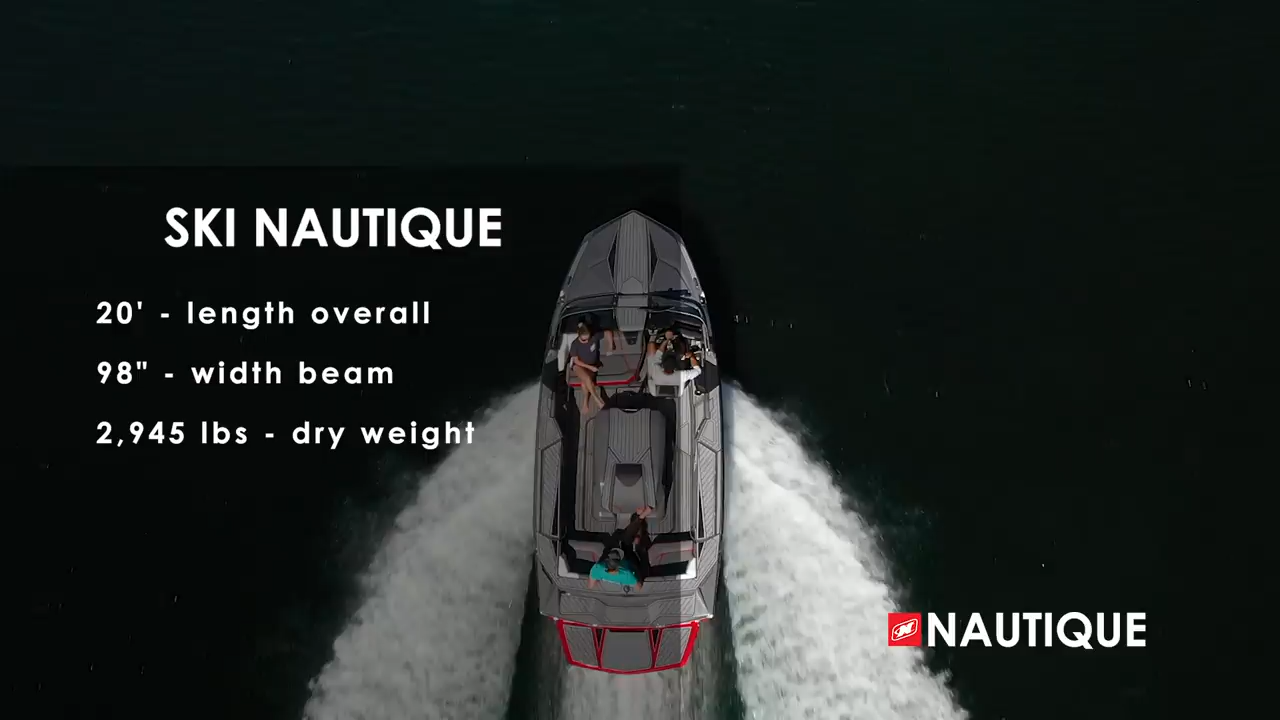 SKI NAUTIQUE
20' - length overall
98" - width beam
2,945 lbs - dry weight
NAUTIQUE